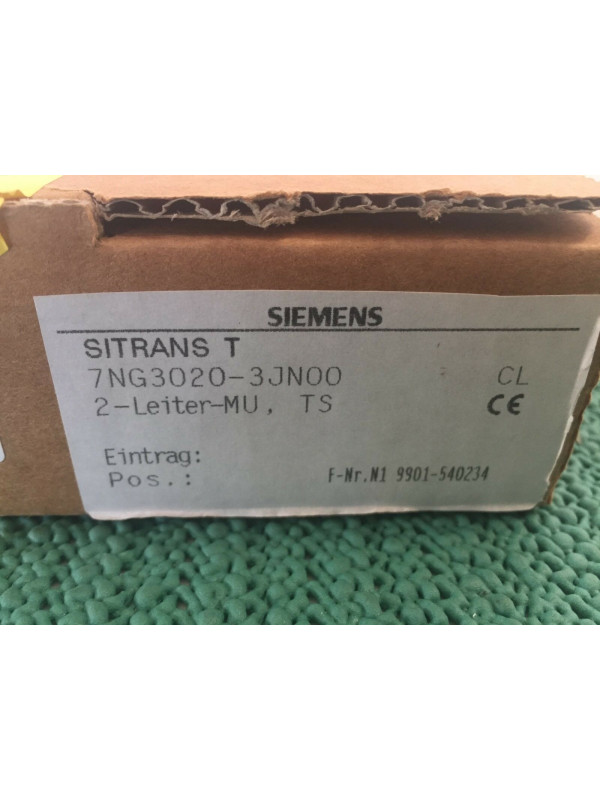 SIEMENS
SITRANS T
7NG3020-3JN00 CL
2-Leiter-MU, TS CE
Eintrag:
Pos.: F-Nr.N1 9901-540234